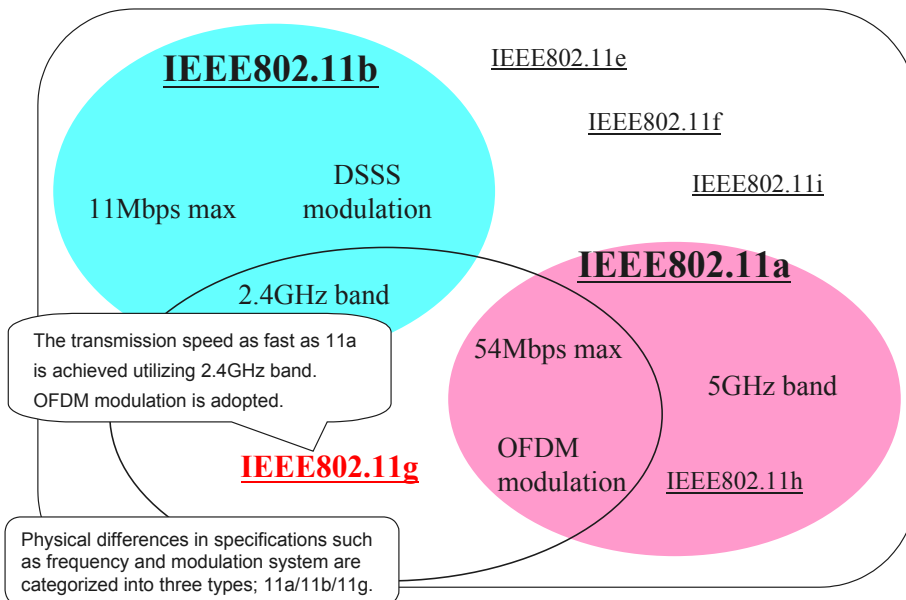 IEEE802.11b
IEEE802.11e
IEEE802.11f
IEEE802.11i
11Mbps max
DSSS
modulation
2.4GHz band
IEEE802.11a
54Mbps max
5GHz band
OFDM
modulation
IEEE802.11h
The transmission speed as fast as 11a
is achieved utilizing 2.4GHz band.
OFDM modulation is adopted.
IEEE802.11g
Physical differences in specifications such
as frequency and modulation system are
categorized into three types; 11a/11b/11g.